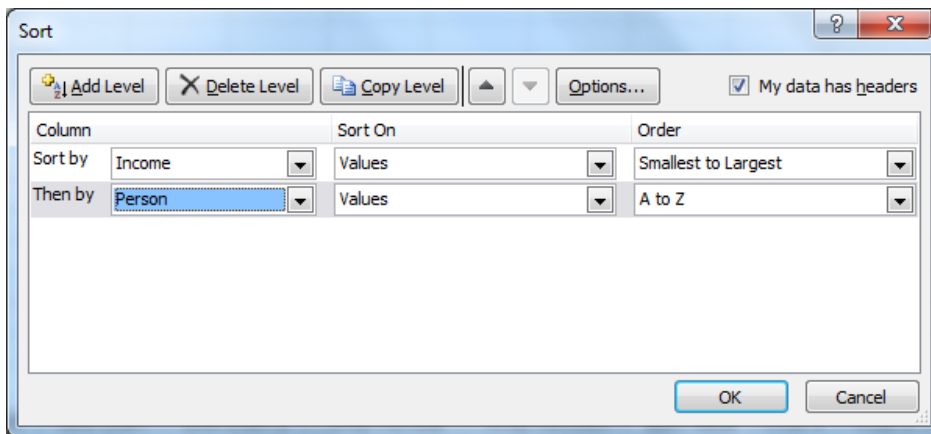 Sort
Add Level Delete Level Copy Level Options... My data has headers
Column Sort On Order
Sort by Income Values Smallest to Largest
Then by Person Values A to Z
OK Cancel